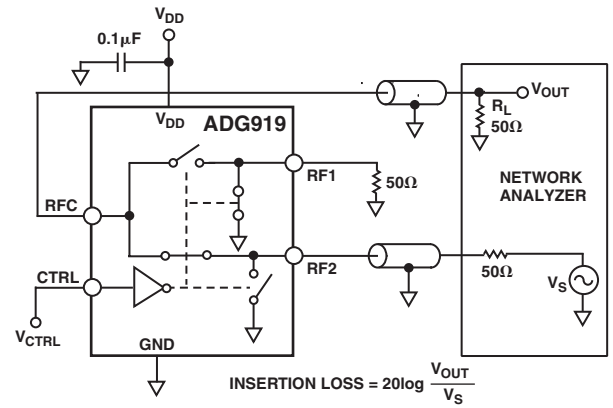 V_DD
0.1µF
V_DD
ADG919
V_OUT
R_L
50Ω
NETWORK
ANALYZER
RF1
50Ω
RFC
RF2
50Ω
V_S
CTRL
V_CTRL
GND
INSERTION LOSS = 20log V_OUT
V_S